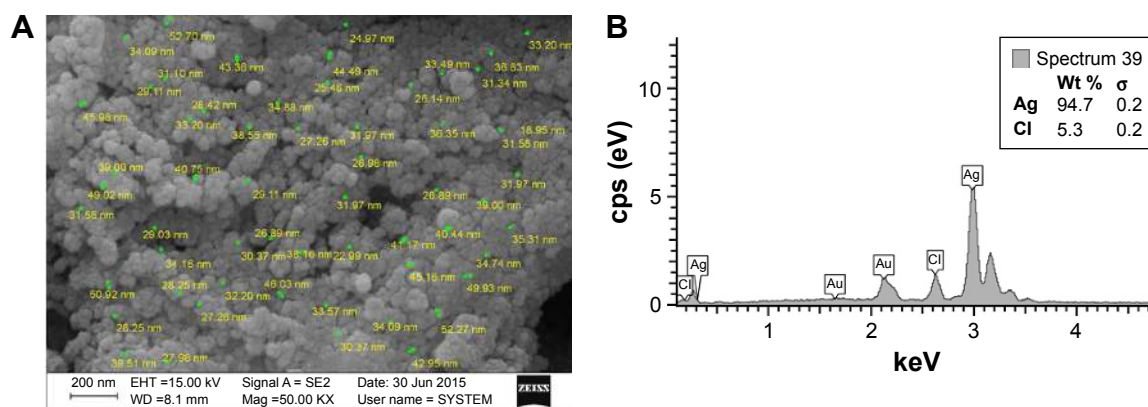 A
52.70 nm
24.97 nm
33.20 nm
34.09 nm
43.36 nm
44.49 nm
33.49 nm
36.63 nm
31.10 nm
29.11 nm
25.48 nm
26.14 nm
31.34 nm
45.98 nm
28.42 nm
34.88 nm
33.20 nm
38.55 nm
27.26 nm
31.97 nm
36.35 nm
18.95 nm
31.56 nm
26.98 nm
39.00 nm
40.75 nm
29.11 nm
31.97 nm
49.02 nm
31.97 nm
26.89 nm
39.00 nm
31.58 nm
29.03 nm
26.89 nm
41.17 nm
40.44 nm
35.31 nm
34.16 nm
30.37 nm
38.16 nm
22.99 nm
34.74 nm
45.16 nm
50.92 nm
28.25 nm
32.20 nm
46.03 nm
49.93 nm
27.26 nm
33.57 nm
28.25 nm
34.09 nm
52.27 nm
30.37 nm
39.51 nm
27.98 nm
42.95 nm
200 nm EHT =15.00 kV Signal A = SE2 Date: 30 Jun 2015 ZEISS
WD =8.1 mm Mag =50.00 KX User name = SYSTEM
B
Spectrum 39
Wt % σ
Ag 94.7 0.2
Cl 5.3 0.2
cps (eV)
10
5
0
Cl
Ag
Au
Au
Cl
Ag
1 2 3 4
keV